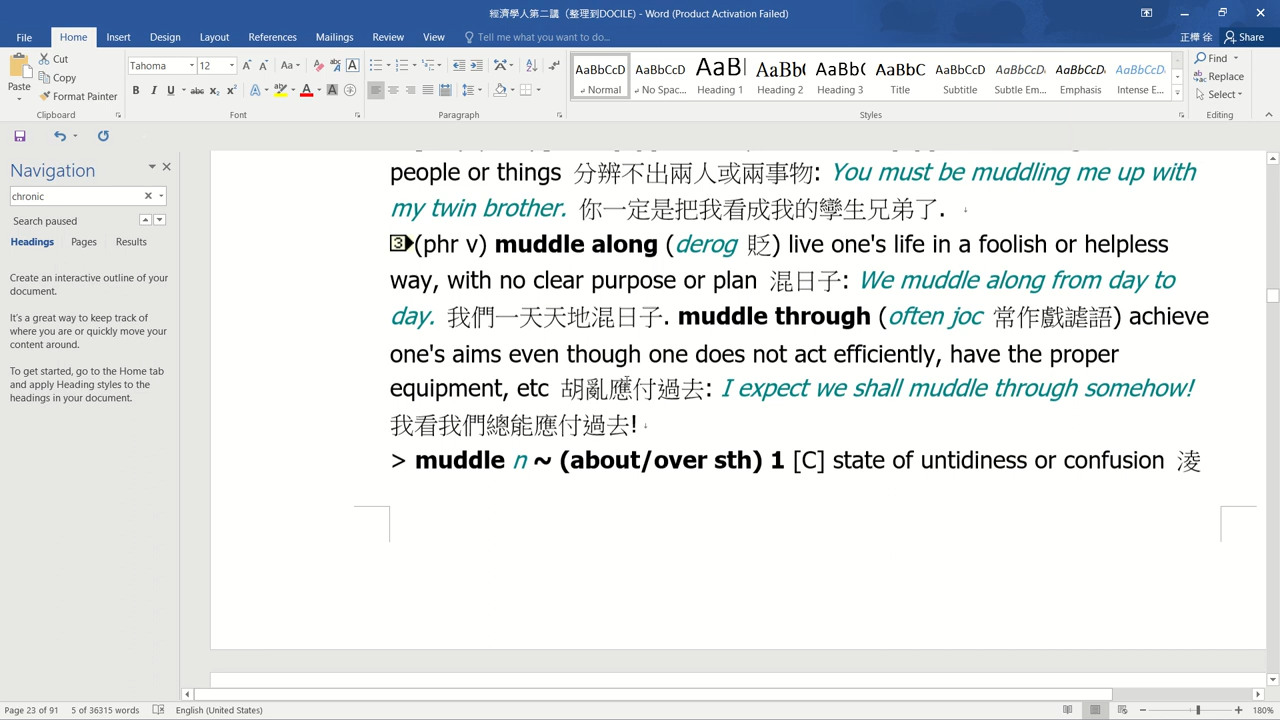 經濟學人第二講（整理到DOCILE) - Word (Product Activation Failed)
File Home Insert Design Layout References Mailings Review View Tell me what you want to do... 正樺 徐 Share
Paste Cut Copy Format Painter
Clipboard
Tahoma 12
Font
Paragraph
AaBbCcD Normal
AaBbCcD No Spac...
Heading 1
Heading 2
AaBbCc Heading 3
AaBbC Title
AaBbCcD Subtitle
AaBbCcD Subtle Em...
AaBbCcD Emphasis
AaBbCcD Intense E...
Styles
Find
Replace
Select
Editing
Navigation
chronic
Search paused
Headings Pages Results
Create an interactive outline of your
document.
It's a great way to keep track of
where you are or quickly move your
content around.
To get started, go to the Home tab
and apply Heading styles to the
headings in your document.
people or things 分辨不出兩人或兩事物: You must be muddling me up with
my twin brother. 你一定是把我看成我的孿生兄弟了.
3 (phr v) muddle along (derog 貶) live one's life in a foolish or helpless
way, with no clear purpose or plan 混日子: We muddle along from day to
day. 我們一天天地混日子. muddle through (often joc 常作戲謔語) achieve
one's aims even though one does not act efficiently, have the proper
equipment, etc 胡亂應付過去: I expect we shall muddle through somehow!
我看我們總能應付過去!
> muddle n ~ (about/over sth) 1 [C] state of untidiness or confusion 淩
Page 23 of 91 5 of 36315 words English (United States) 180%